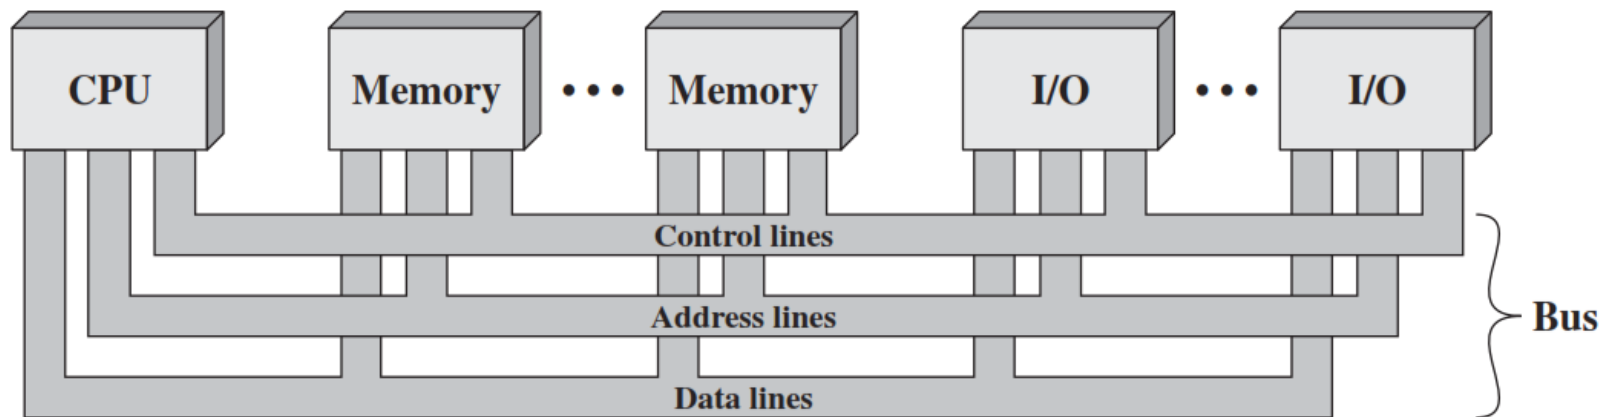 CPU
Memory
• • •
Memory
I/O
• • •
I/O
Control lines
Address lines
Bus
Data lines